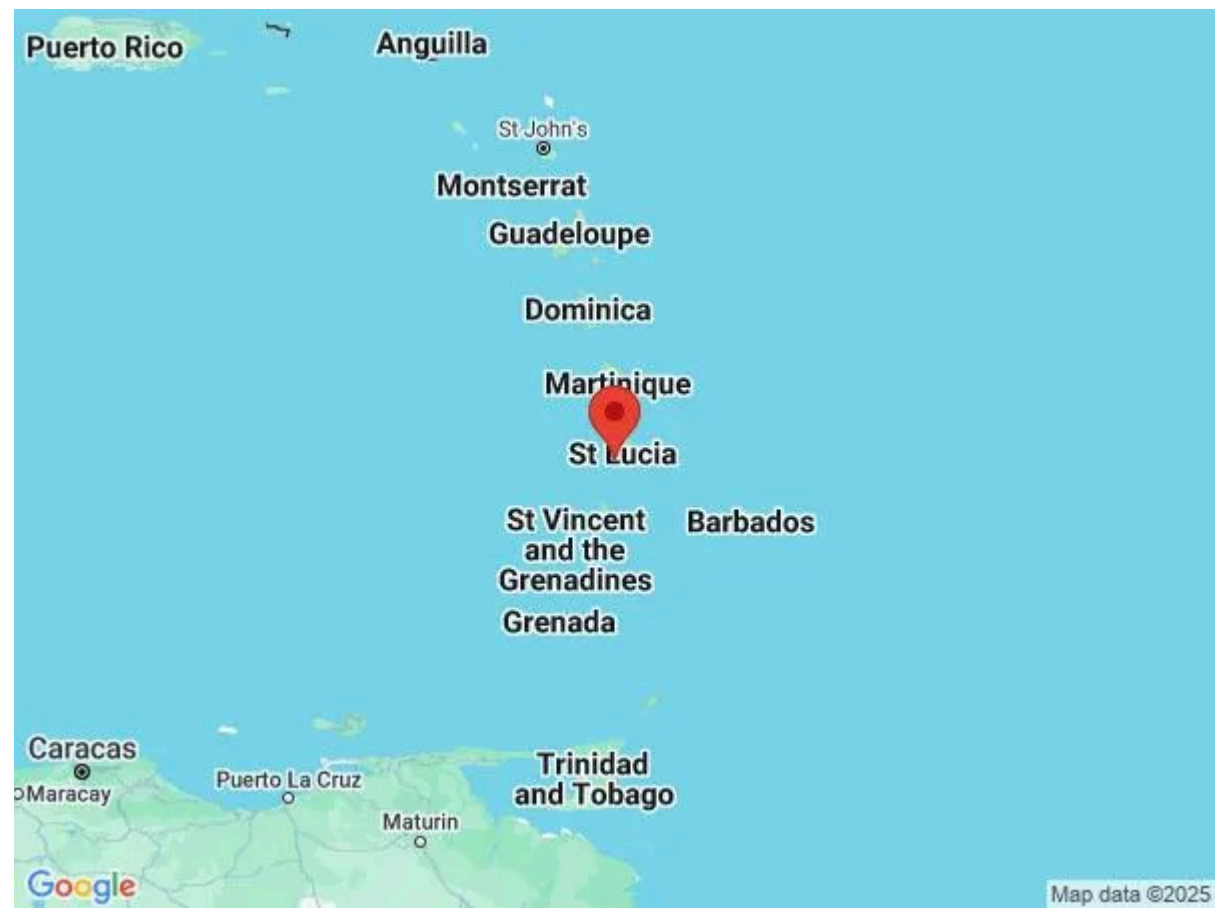 Puerto Rico
Anguilla
St John's
Montserrat
Guadeloupe
Dominica
Martinique
St Lucia
St Vincent
and the
Grenadines
Barbados
Grenada
Caracas
Maracay
Puerto La Cruz
Maturin
Trinidad
and Tobago
Google
Map data ©2025